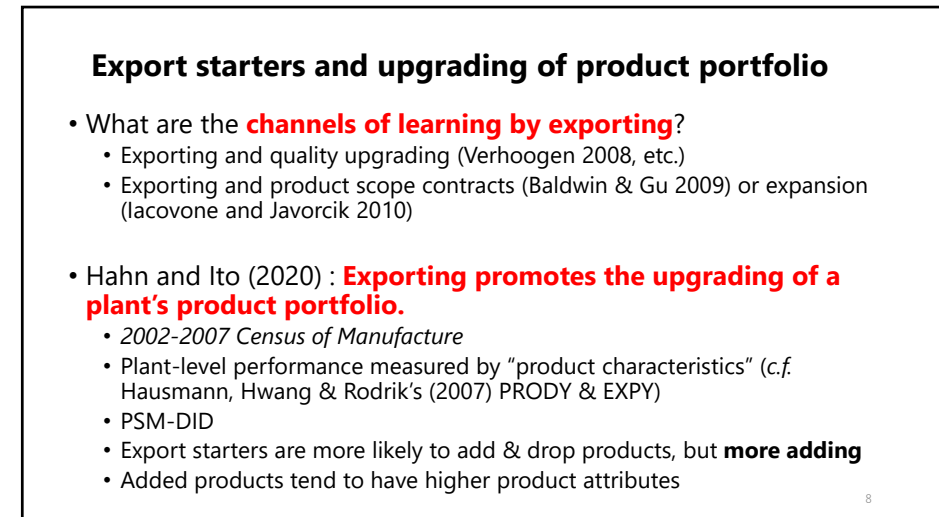 Export starters and upgrading of product portfolio
• What are the channels of learning by exporting?
• Exporting and quality upgrading (Verhoogen 2008, etc.)
• Exporting and product scope contracts (Baldwin & Gu 2009) or expansion
(Iacovone and Javorcik 2010)
• Hahn and Ito (2020) : Exporting promotes the upgrading of a
plant's product portfolio.
• 2002-2007 Census of Manufacture
• Plant-level performance measured by "product characteristics" (c.f.
Hausmann, Hwang & Rodrik's (2007) PRODY & EXPY)
• PSM-DID
• Export starters are more likely to add & drop products, but more adding
• Added products tend to have higher product attributes
8